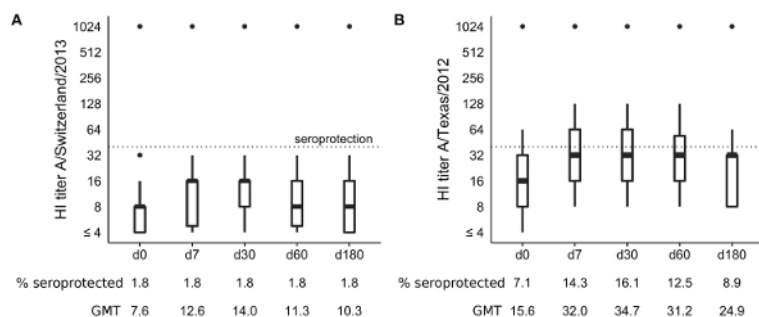 A
HI titer A/Switzerland/2013
1024
512
256
128
64
32
16
8
≤ 4
seroprotection
d0 d7 d30 d60 d180
% seroprotected 1.8 1.8 1.8 1.8 1.8
GMT 7.6 12.6 14.0 11.3 10.3
B
HI titer A/Texas/2012
1024
512
256
128
64
32
16
8
≤ 4
d0 d7 d30 d60 d180
% seroprotected 7.1 14.3 16.1 12.5 8.9
GMT 15.6 32.0 34.7 31.2 24.9